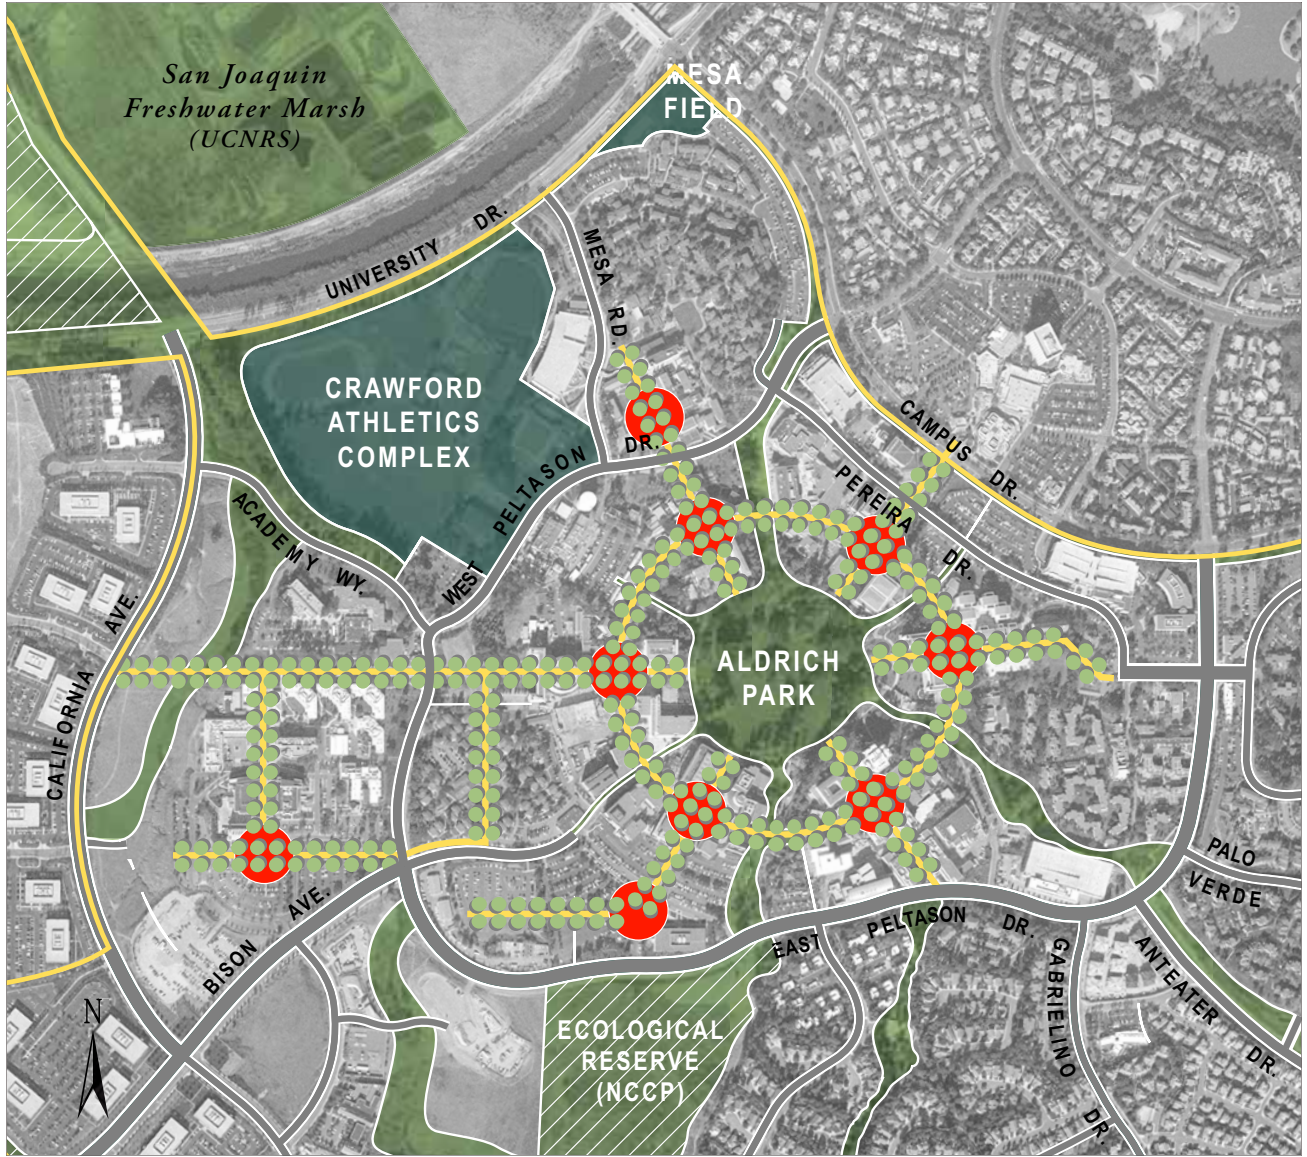 MESA
FIELD
San Joaquin
Freshwater Marsh
(UCNRS)
UNIVERSITY DR.
MESA RD.
CRAWFORD
ATHLETICS
COMPLEX
CAMPUS DR.
PEREIRA DR.
WEST PELTASON DR.
ACADEMY WY.
CALIFORNIA AVE.
ALDRICH
PARK
PALO
VERDE
BISON AVE.
EAST PELTASON DR.
GABRIELINO DR.
ANTEATER DR.
N
ECOLOGICAL
RESERVE
(NCCP)